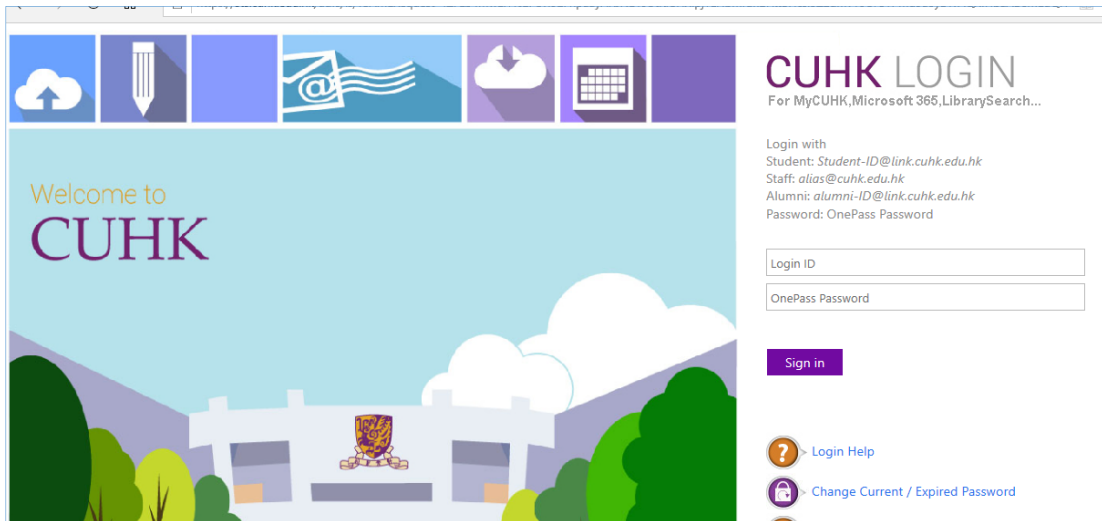 Welcome to
CUHK
CUHK LOGIN
For MyCUHK,Microsoft 365,LibrarySearch...
Login with
Student: Student-ID@link.cuhk.edu.hk
Staff: alias@cuhk.edu.hk
Alumni: alumni-ID@link.cuhk.edu.hk
Password: OnePass Password
Login ID
OnePass Password
Sign in
Login Help
Change Current / Expired Password